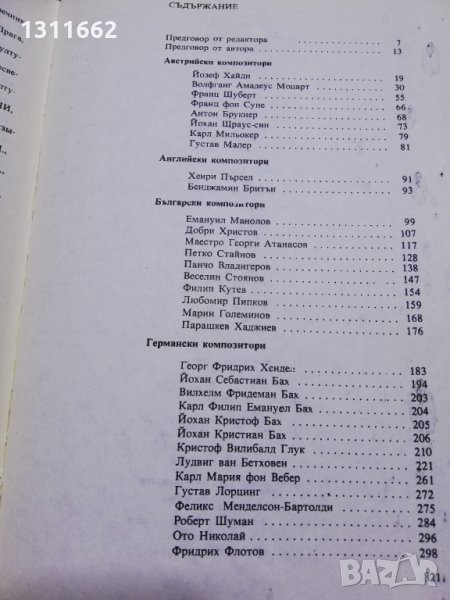 1311662
СЪДЪРЖАНИЕ
Предговор от редактора 7
Предговор от автора 13
Австрийски композитори
Йозеф Хайдн 19
Волфганг Амадеус Моцарт 30
Франц Шуберт 55
Франц фон Супе 66
Антон Брукнер 68
Йохан Щраус-син 73
Карл Мильокер 79
Густав Малер 81
Английски композитори
Хенри Пърсел 91
Бенджамин Бритън 93
Български композитори
Емануил Манолов 99
Добри Христов 107
Маестро Георги Атанасов 117
Петко Стайнов 128
Панчо Владигеров 138
Веселин Стоянов 147
Филип Кутев 154
Любомир Пипков 159
Марин Големинов 168
Парашкев Хаджиев 176
Германски композитори
Георг Фридрих Хендел 183
Йохан Себастиан Бах 194
Вилхелм Фридеман Бах 203
Карл Филип Емануел Бах 204
Йохан Кристоф Бах 205
Йохан Кристиан Бах 206
Кристоф Вилибалд Глук 210
Лудвиг ван Бетховен 221
Карл Мария фон Вебер 261
Густав Лорцинг 272
Феликс Менделсон-Бартолди 275
Роберт Шуман 284
Ото Николай 296
Фридрих Флотов 298
821
bazar